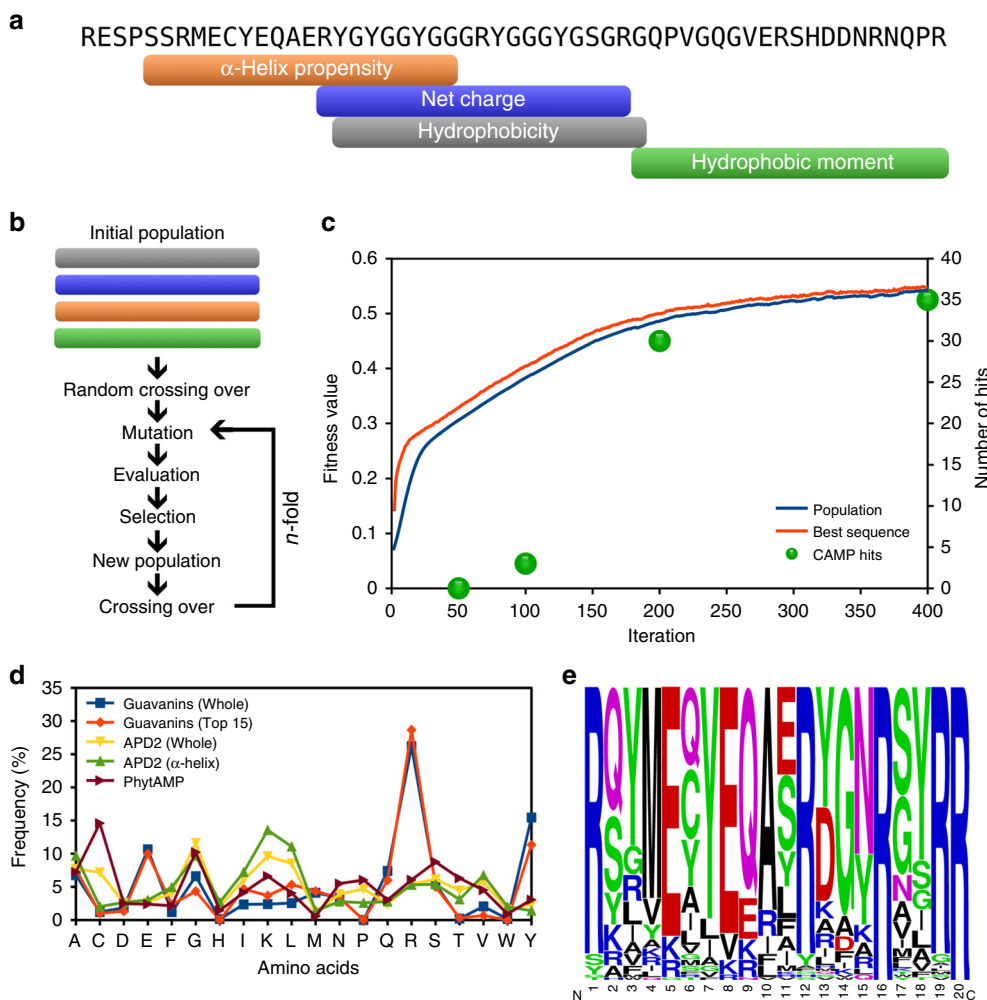 a
RESPSSRMECYEQAERYGYGGYGGGRYGGGYGSGRGQPVGQGVERSHDDNRNQPR
α-Helix propensity
Net charge
Hydrophobicity
Hydrophobic moment
b
Initial population
Random crossing over
Mutation
Evaluation
Selection
New population
Crossing over
n-fold
c
0.6
0.5
0.4
0.3
0.2
0.1
0
Fitness value
40
35
30
25
20
15
10
5
0
Number of hits
Population
Best sequence
CAMP hits
0 50 100 150 200 250 300 350 400
Iteration
d
35
30
25
20
15
10
5
0
Frequency (%)
Guavanins (Whole)
Guavanins (Top 15)
APD2 (Whole)
APD2 (α-helix)
PhytAMP
A C D E F G H I K L M N P Q R S T V W Y
Amino acids
e
N 1 2 3 4 5 6 7 8 9 10 11 12 13 14 15 16 17 18 19 20 C